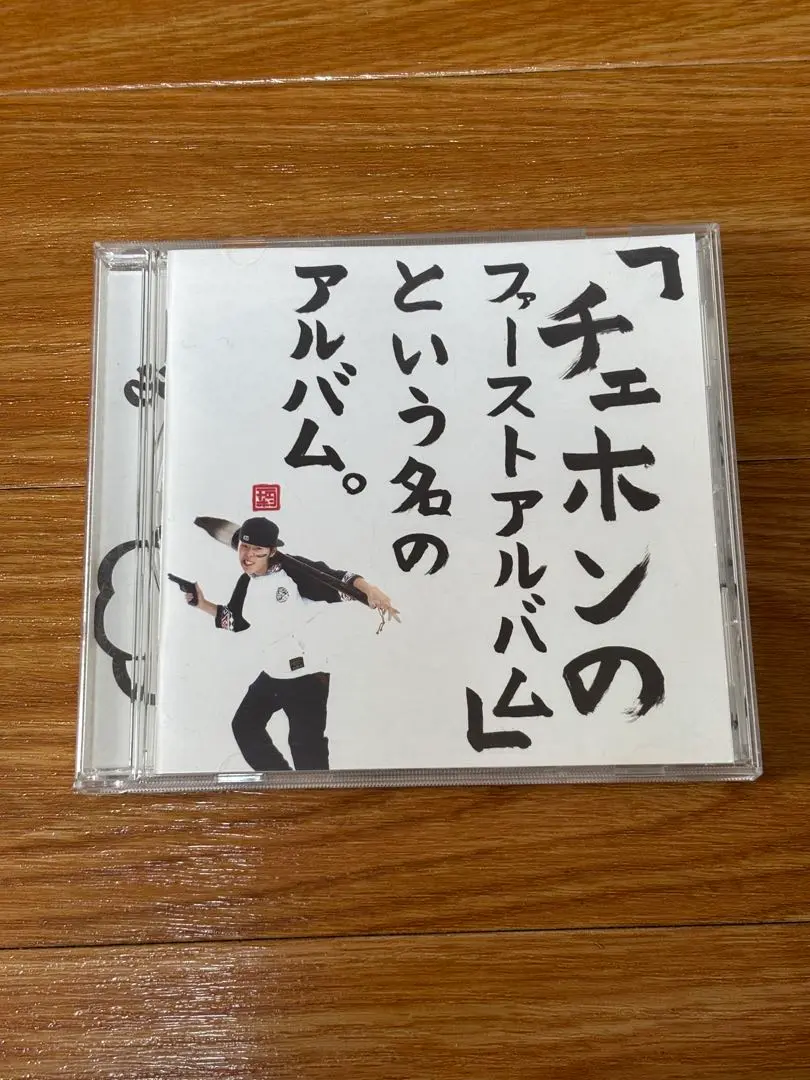 「チェホンの
ファーストアルバム」
という名の
アルバム。